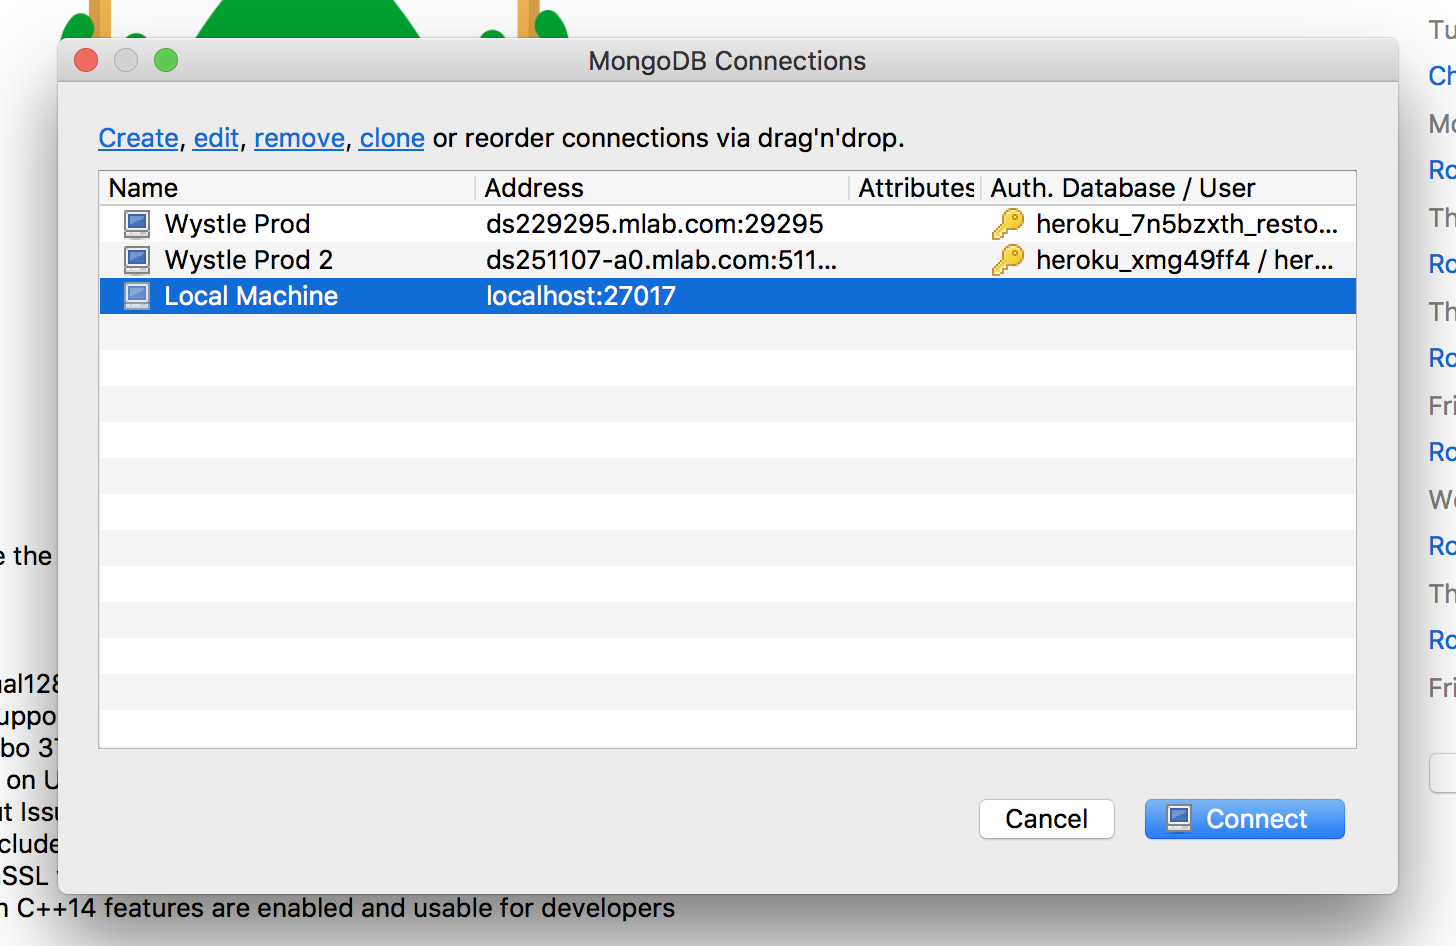 MongoDB Connections
Create, edit, remove, clone or reorder connections via drag'n'drop.
Name Address Attributes Auth. Database / User
Wystle Prod ds229295.mlab.com:29295 heroku_7n5bzxth_resto...
Wystle Prod 2 ds251107-a0.mlab.com:511... heroku_xmg49ff4 / her...
Local Machine localhost:27017
Cancel Connect
e the
al128
uppo
bo 3
on U
t Issu
clude
SSL
n C++14 features are enabled and usable for developers
Tu
Ch
Mo
Ro
Th
Ro
Th
Ro
Fri
Ro
We
Ro
Th
Ro
Fri